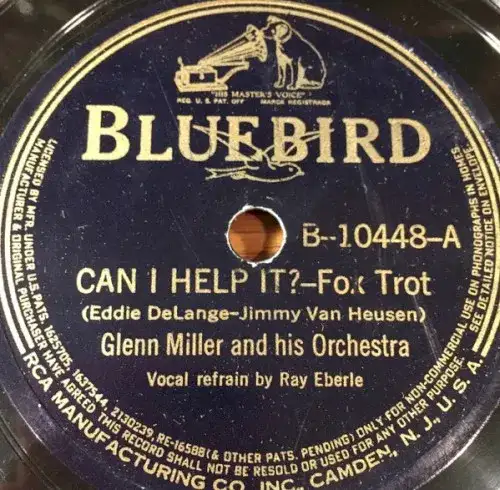 "HIS MASTER'S VOICE"
REG. U. S. PAT. OFF. MARCA REGISTRADA
BLUEBIRD
B-10448-A
CAN I HELP IT?-Fox Trot
(Eddie DeLange-Jimmy Van Heusen)
Glenn Miller and his Orchestra
Vocal refrain by Ray Eberle
LICENSED BY MFR. UNDER U.S. PATS. 1625705, 1637544, 2130239, RE-16588 (& OTHER PATS. PENDING) ONLY FOR NON-COMMERCIAL USE ON PHONOGRAPHS IN HOMES.
MANUFACTURER & ORIGINAL PURCHASER HAVE AGREED THIS RECORD SHALL NOT BE RESOLD OR USED FOR ANY OTHER PURPOSE. SEE DETAILED NOTICE ON ENVELOPE
RCA MANUFACTURING CO. INC., CAMDEN, N. J., U. S. A.